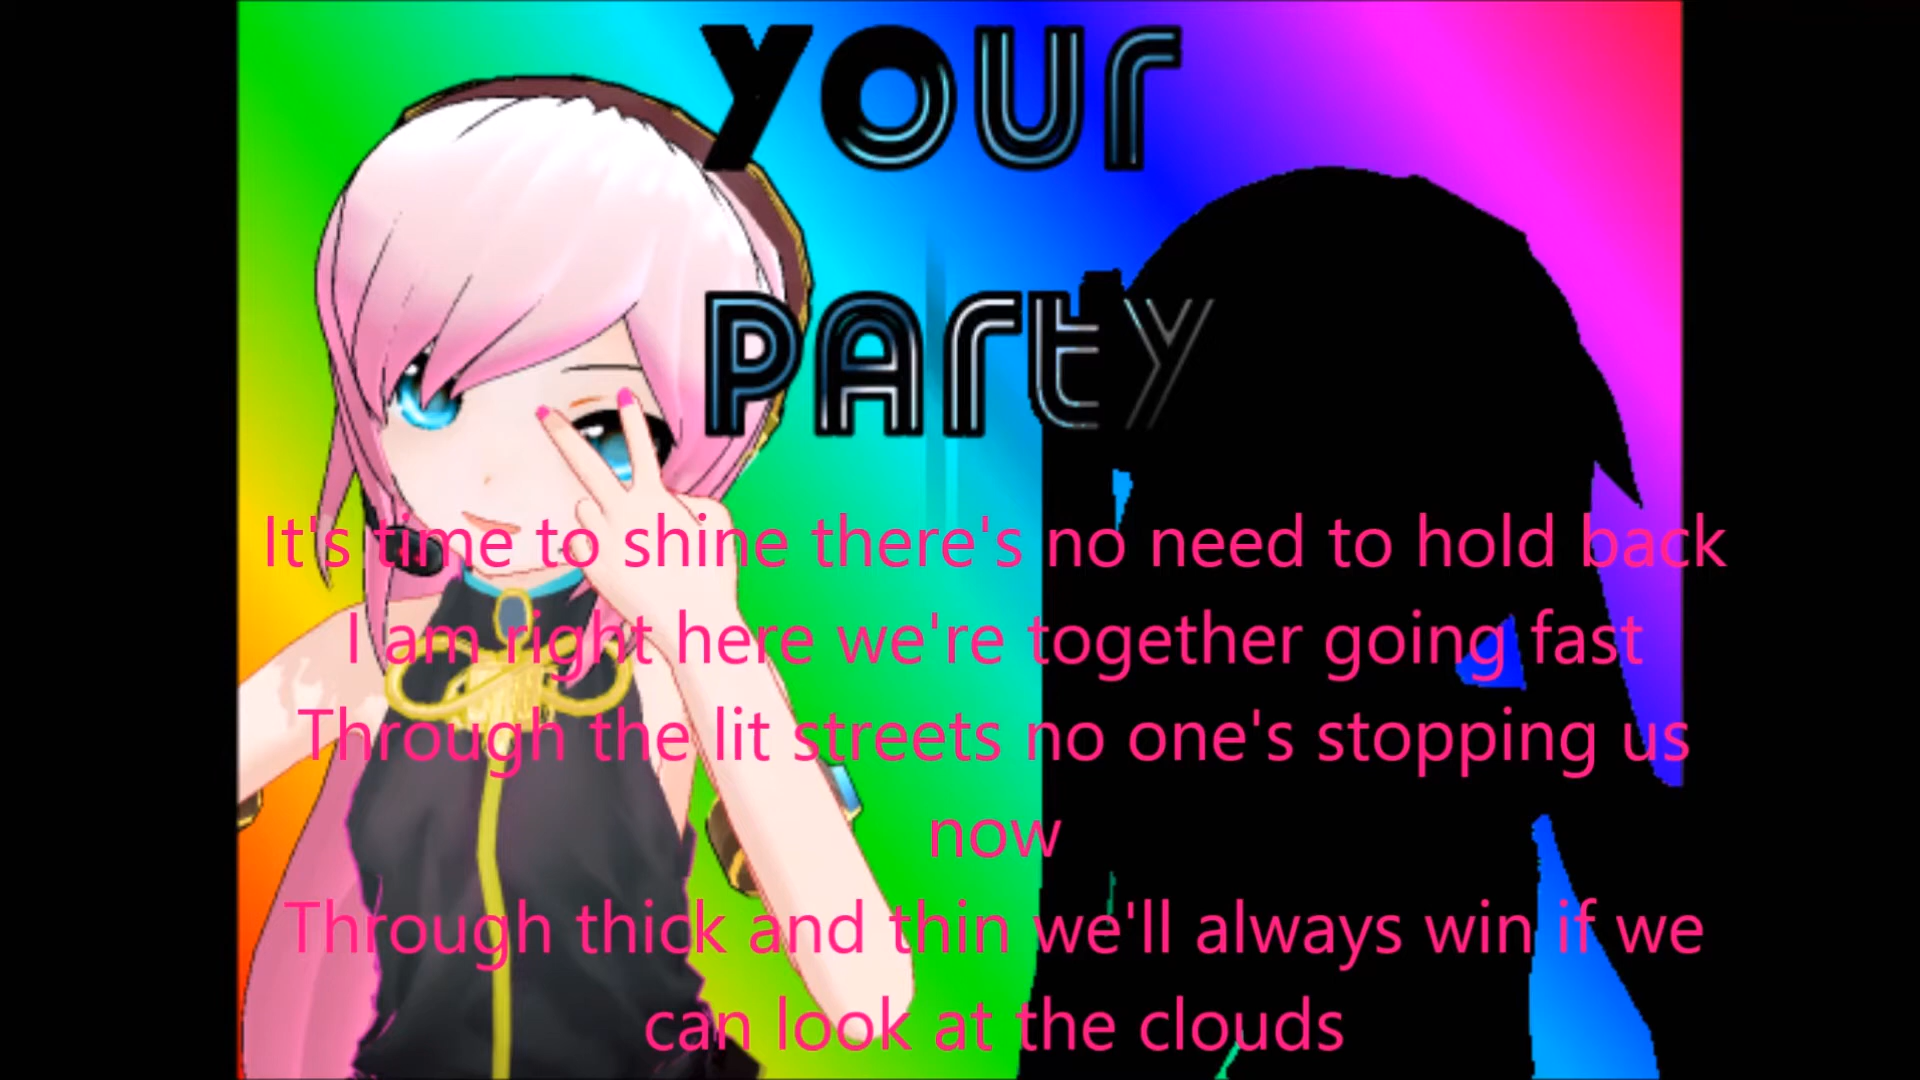 your
party
It's time to shine there's no need to hold back
I am right here we're together going fast
Through the lit streets no one's stopping us
now
Through thick and thin we'll always win if we
can look at the clouds